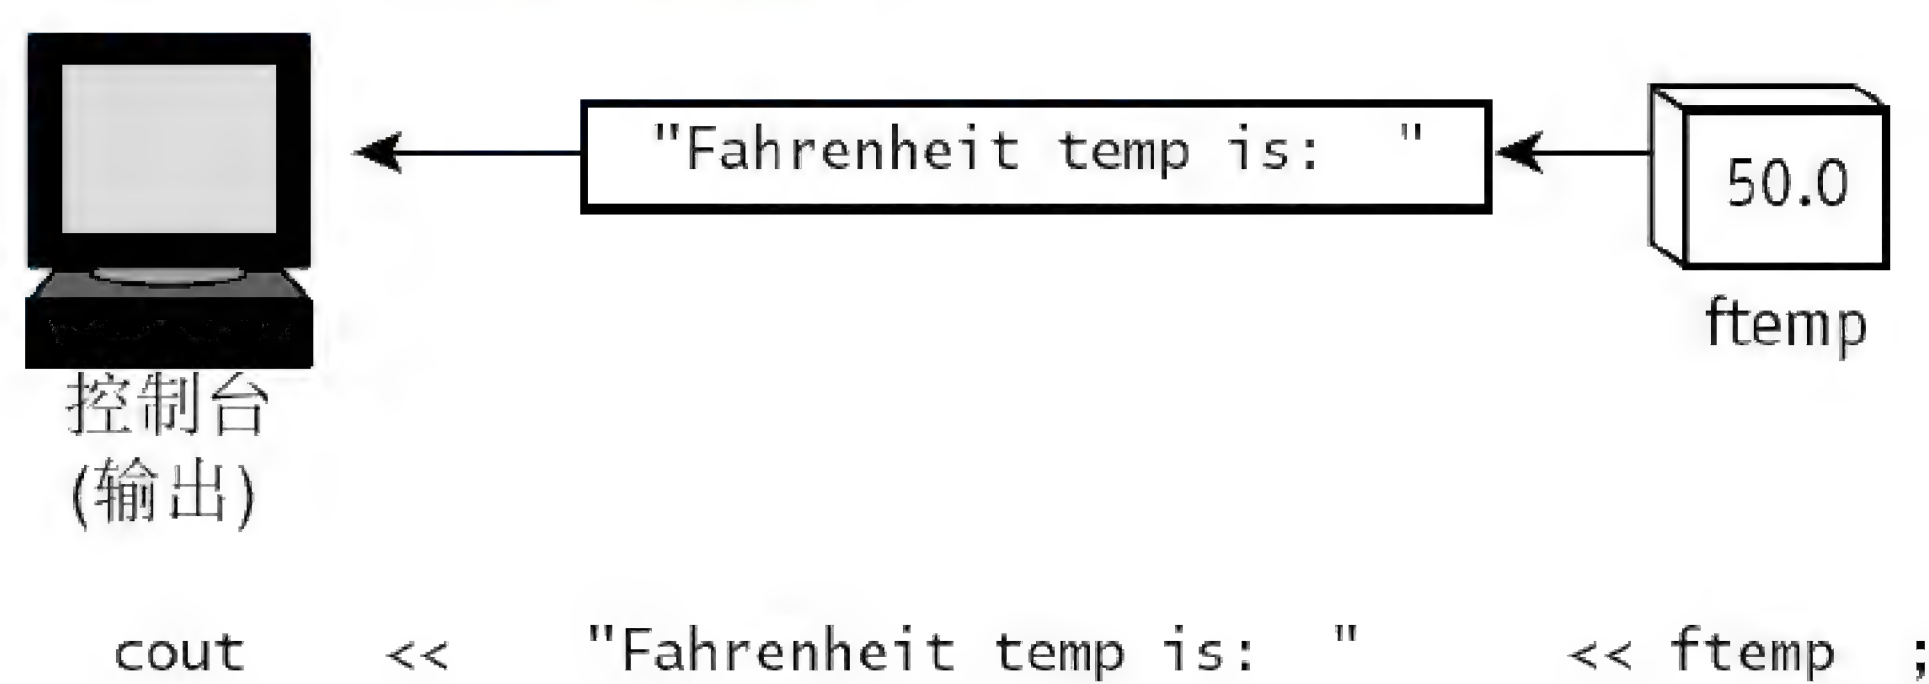 "Fahrenheit temp is:  "
50.0
ftemp
控制台
(输出)
cout << "Fahrenheit temp is:  " << ftemp ;